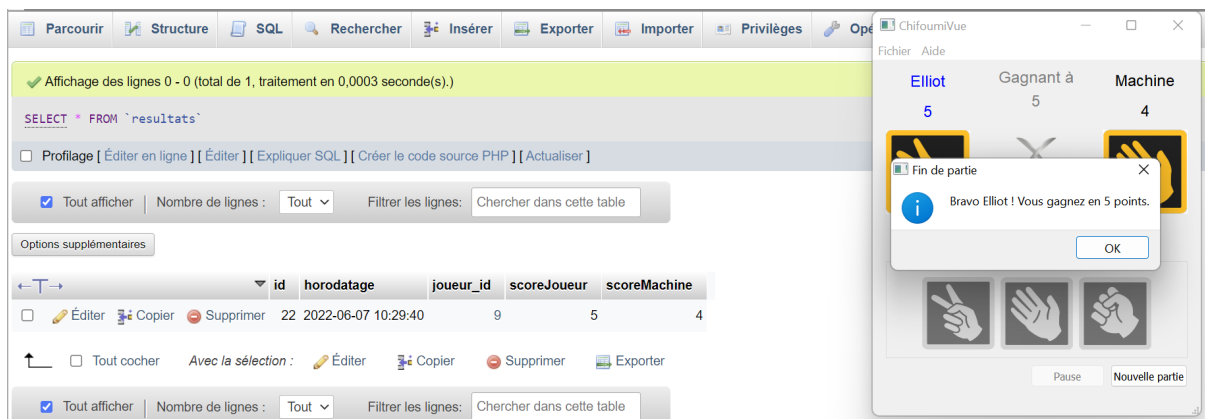 Parcourir Structure SQL Rechercher Insérer Exporter Importer Privilèges
Affichage des lignes 0 - 0 (total de 1, traitement en 0,0003 seconde(s).)
SELECT * FROM `resultats`
Profilage [ Éditer en ligne ] [ Éditer ] [ Expliquer SQL ] [ Créer le code source PHP ] [ Actualiser ]
Tout afficher Nombre de lignes : Tout Filtrer les lignes: Chercher dans cette table
Options supplémentaires
id horodatage joueur_id scoreJoueur scoreMachine
Éditer Copier Supprimer 22 2022-06-07 10:29:40 9 5 4
Tout cocher Avec la sélection : Éditer Copier Supprimer Exporter
Tout afficher Nombre de lignes : Tout Filtrer les lignes: Chercher dans cette table
ChifoumiVue
Fichier Aide
Elliot Gagnant à Machine
5 5 4
Fin de partie
Bravo Elliot ! Vous gagnez en 5 points.
OK
Pause Nouvelle partie